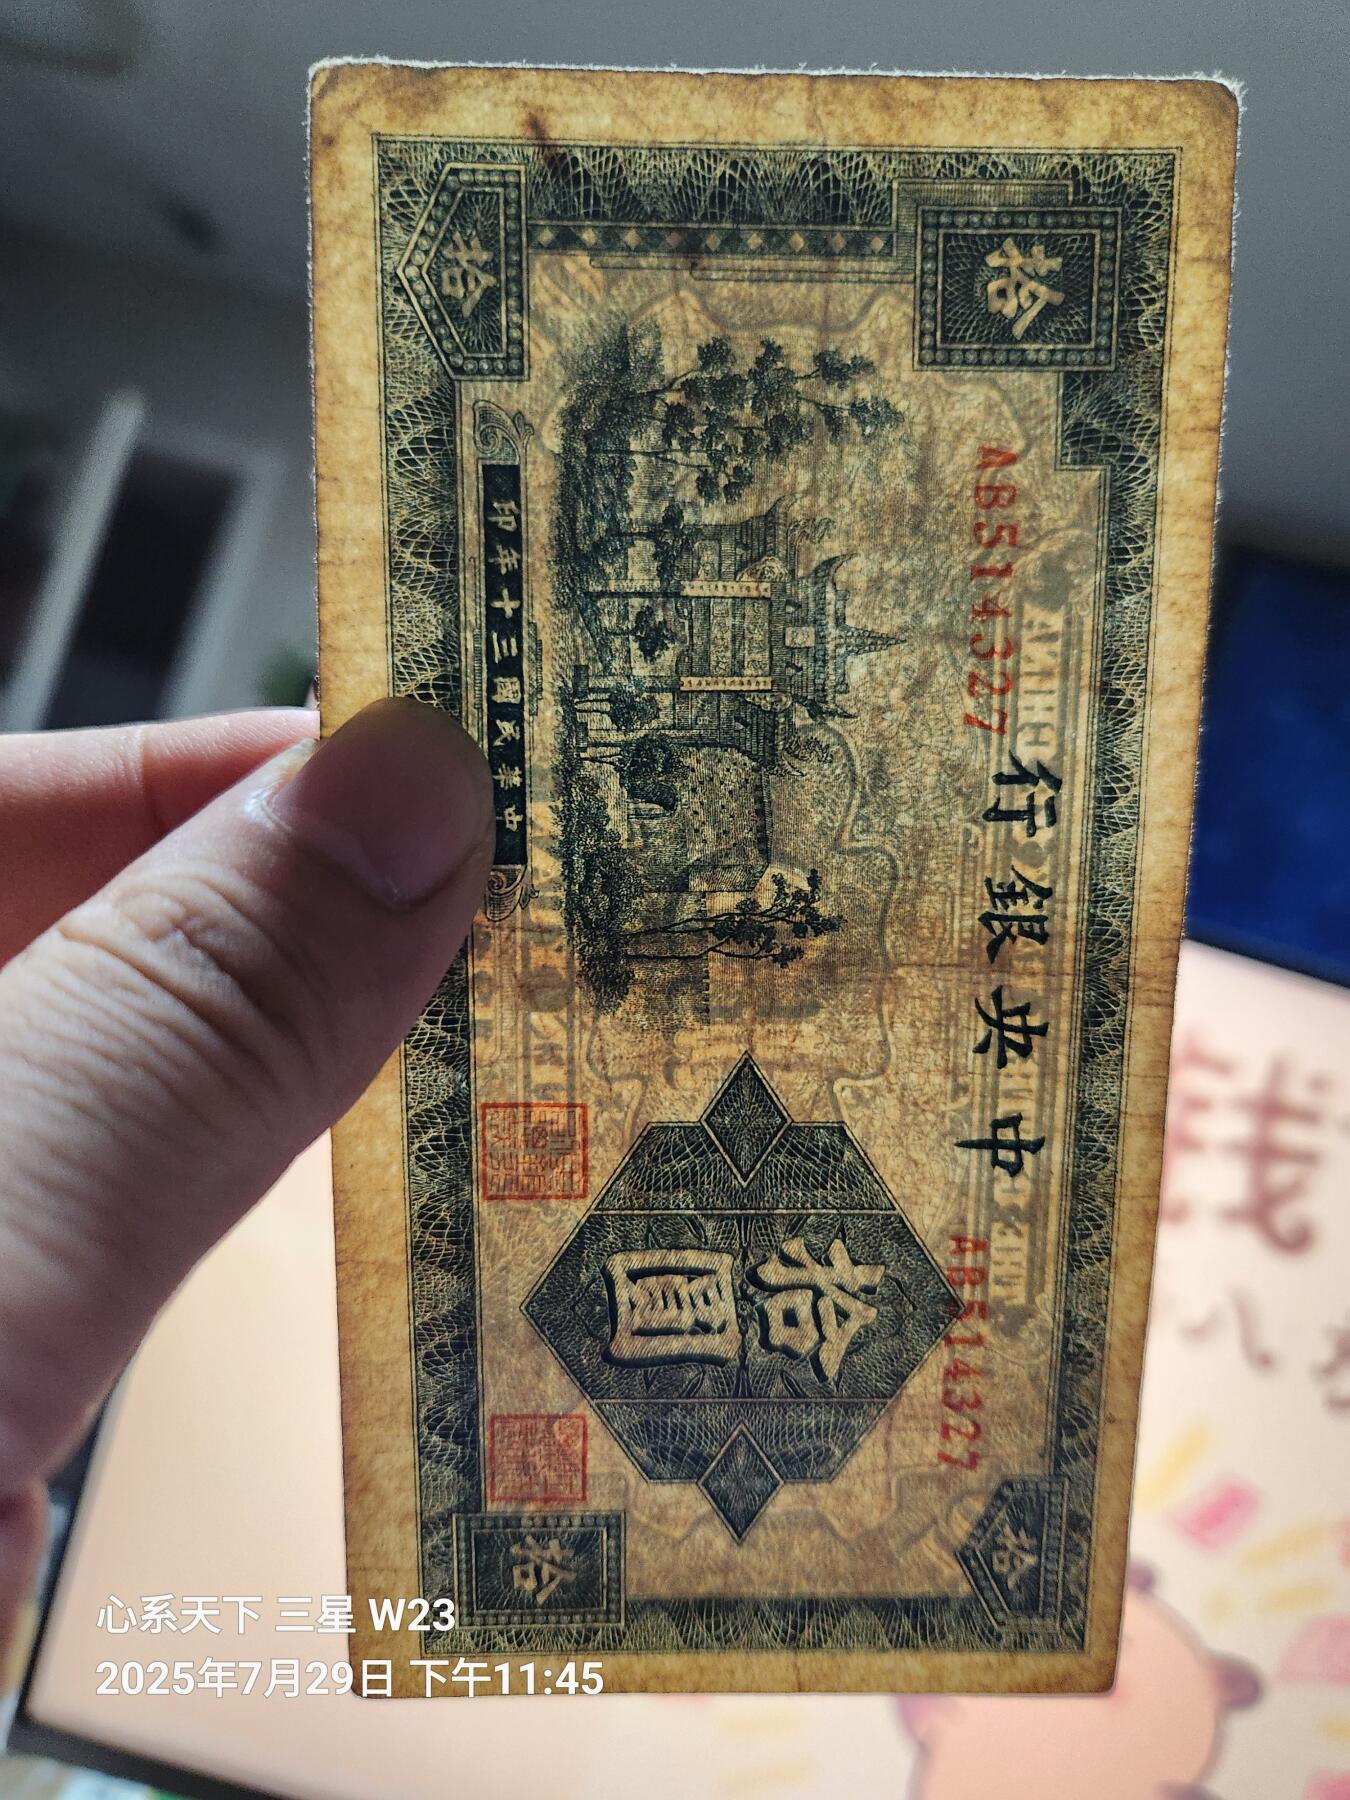 行銀央中
AB514327
AB514327
拾圓
拾
拾
拾
拾
印年十三國民華中
心系天下 三星 W23
2025年7月29日 下午11:45